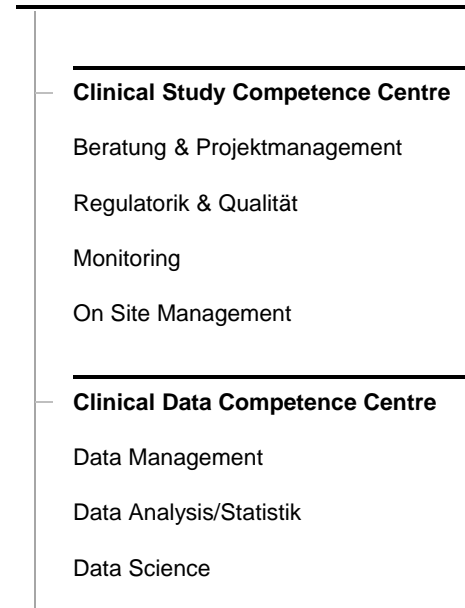 Clinical Study Competence Centre
Beratung & Projektmanagement
Regulatorik & Qualität
Monitoring
On Site Management
Clinical Data Competence Centre
Data Management
Data Analysis/Statistik
Data Science